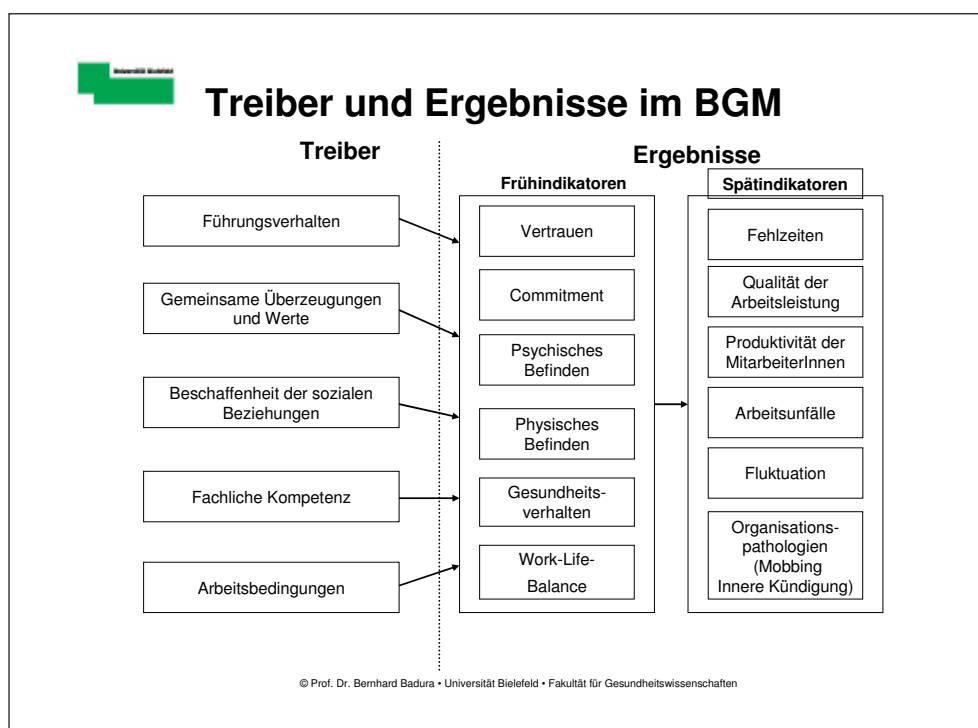 Universität Bielefeld
Treiber und Ergebnisse im BGM
Treiber
Ergebnisse
Frühindikatoren
Spätindikatoren
Führungsverhalten
Gemeinsame Überzeugungen
und Werte
Beschaffenheit der sozialen
Beziehungen
Fachliche Kompetenz
Arbeitsbedingungen
Vertrauen
Commitment
Psychisches
Befinden
Physisches
Befinden
Gesundheits-
verhalten
Work-Life-
Balance
Fehlzeiten
Qualität der
Arbeitsleistung
Produktivität der
MitarbeiterInnen
Arbeitsunfälle
Fluktuation
Organisations-
pathologien
(Mobbing
Innere Kündigung)
© Prof. Dr. Bernhard Badura • Universität Bielefeld • Fakultät für Gesundheitswissenschaften